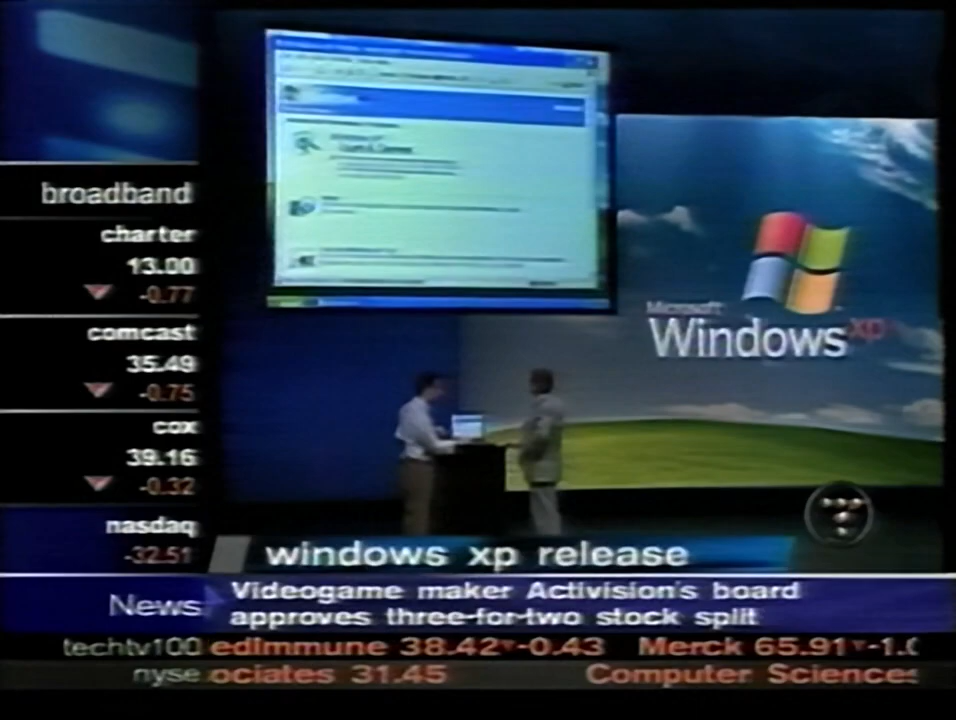 broadband
charter
13.00
-0.77
comcast
35.49
-0.75
cox
39.16
-0.32
nasdaq
-32.51
Microsoft
Windows xp
windows xp release
News
Videogame maker Activision's board
approves three-for-two stock split
techtv100 edImmune 38.42 -0.43 Merck 65.91 -1.0
nyse ociates 31.45 Computer Sciences